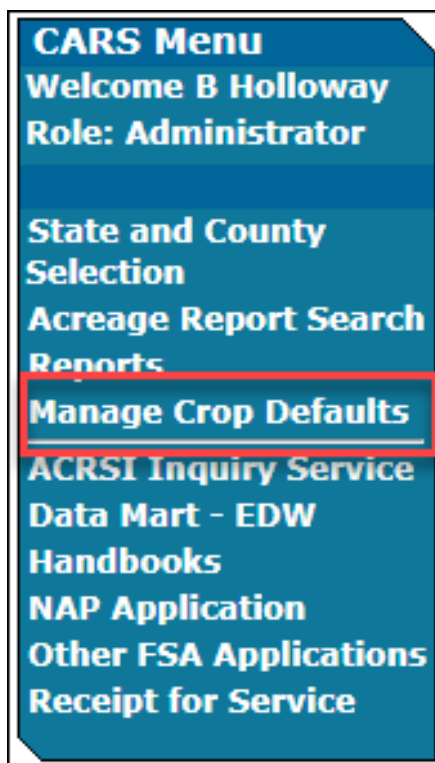 CARS Menu
Welcome B Holloway
Role: Administrator
State and County
Selection
Acreage Report Search
Reports
Manage Crop Defaults
ACRSI Inquiry Service
Data Mart - EDW
Handbooks
NAP Application
Other FSA Applications
Receipt for Service